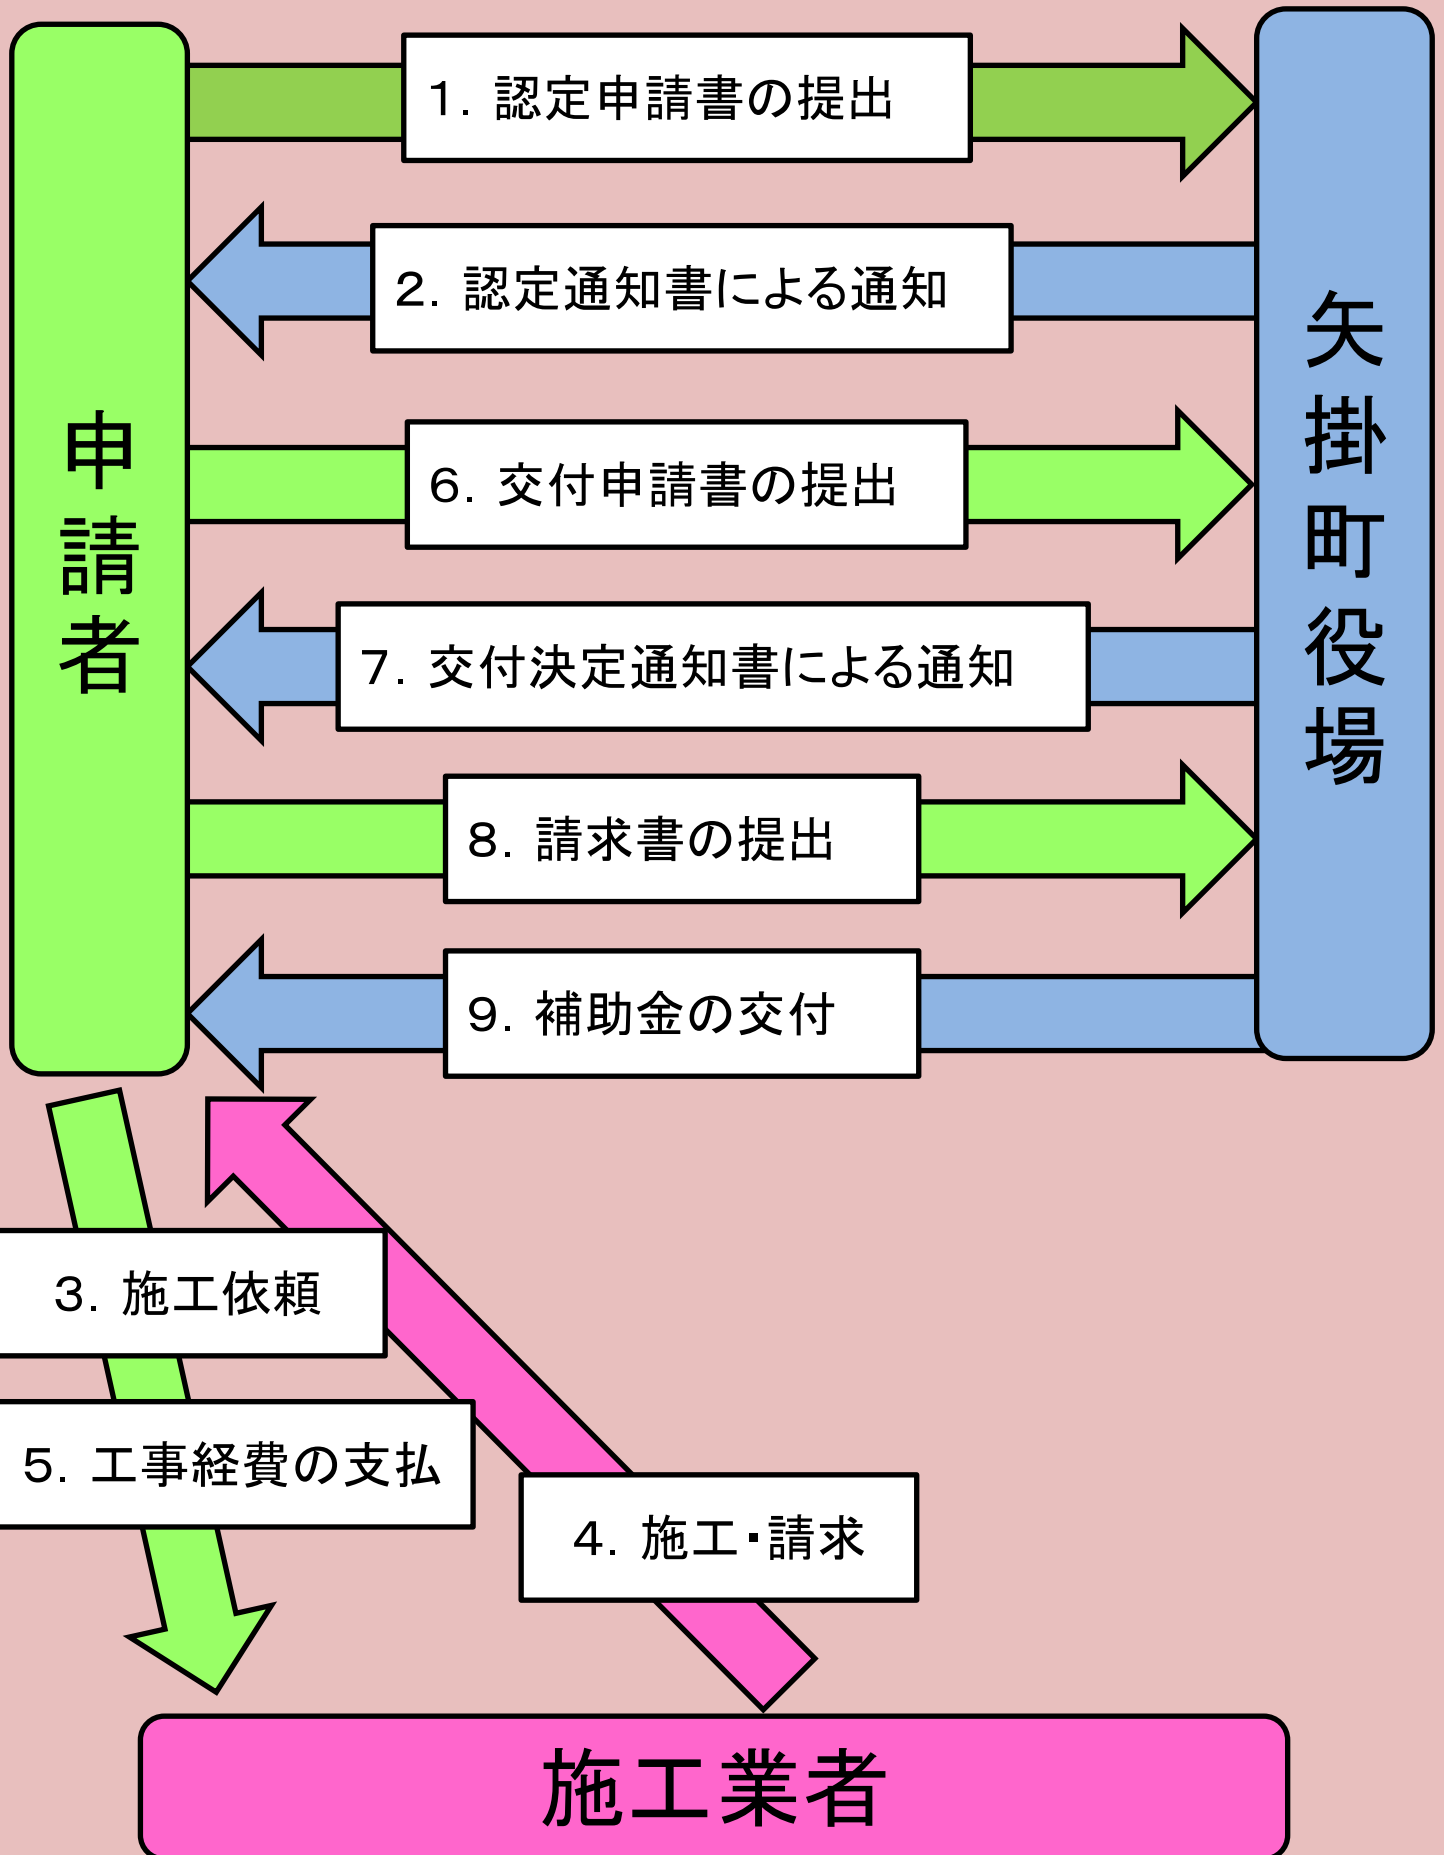 申請者
矢掛町役場
1．認定申請書の提出
2．認定通知書による通知
6．交付申請書の提出
7．交付決定通知書による通知
8．請求書の提出
9．補助金の交付
3．施工依頼
5．工事経費の支払
4．施工・請求
施工業者